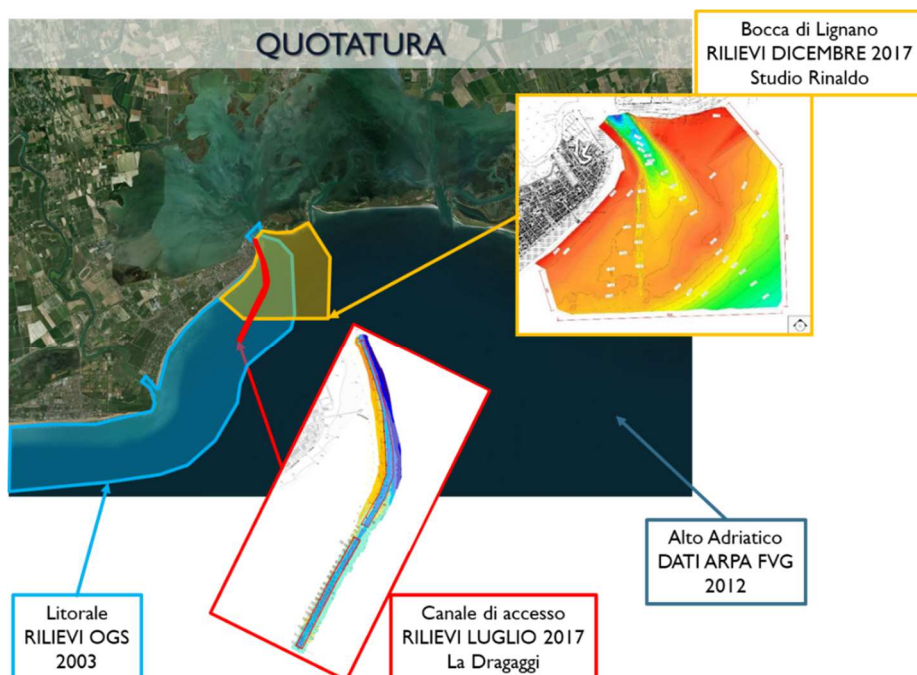 QUOTATURA
Bocca di Lignano
RILIEVI DICEMBRE 2017
Studio Rinaldo
Alto Adriatico
DATI ARPA FVG
2012
Litorale
RILIEVI OGS
2003
Canale di accesso
RILIEVI LUGLIO 2017
La Dragaggi